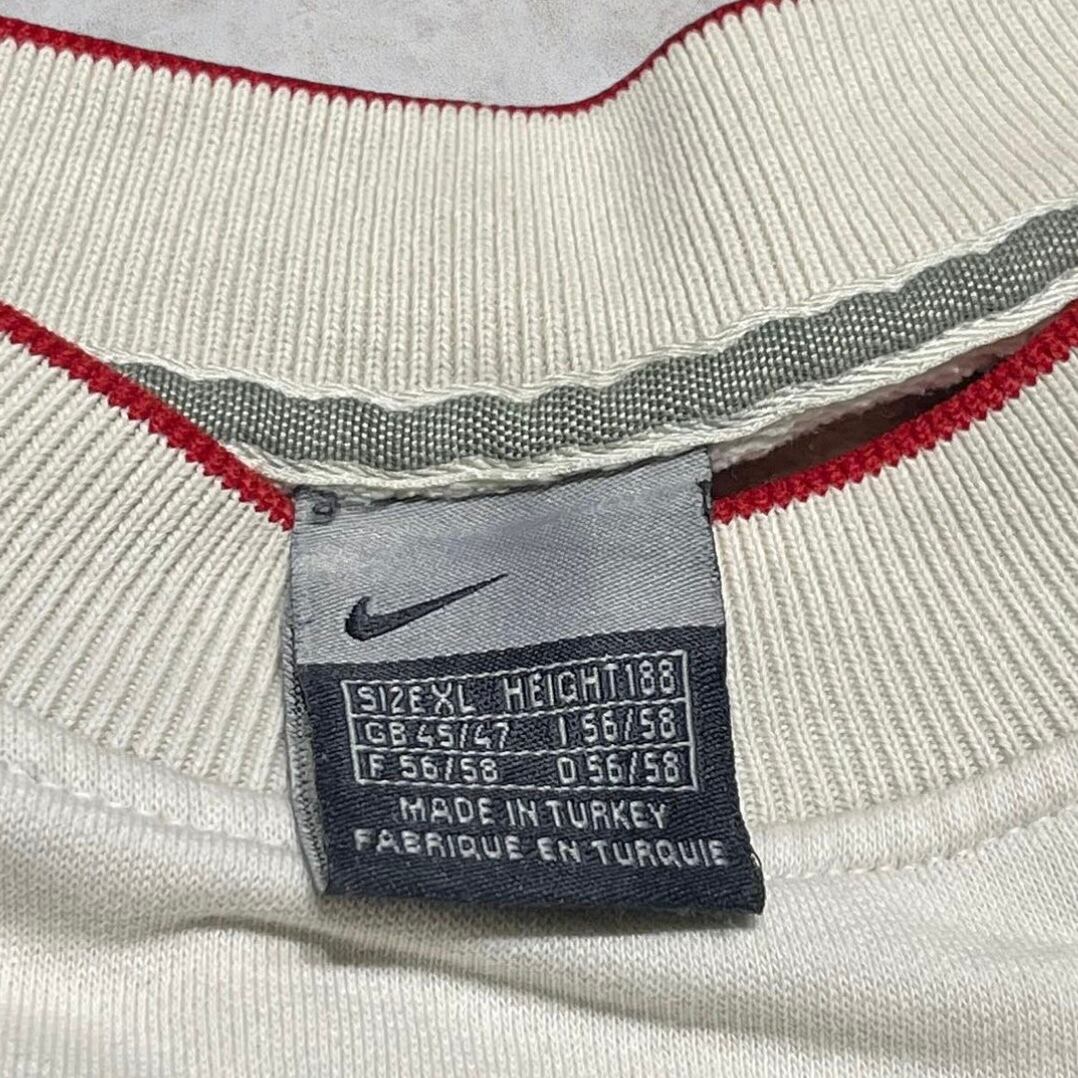 SIZE XL HEIGHT 188
GB 45/47 I 56/58
F 56/58 D 56/58
MADE IN TURKEY
FABRIQUE EN TURQUIE